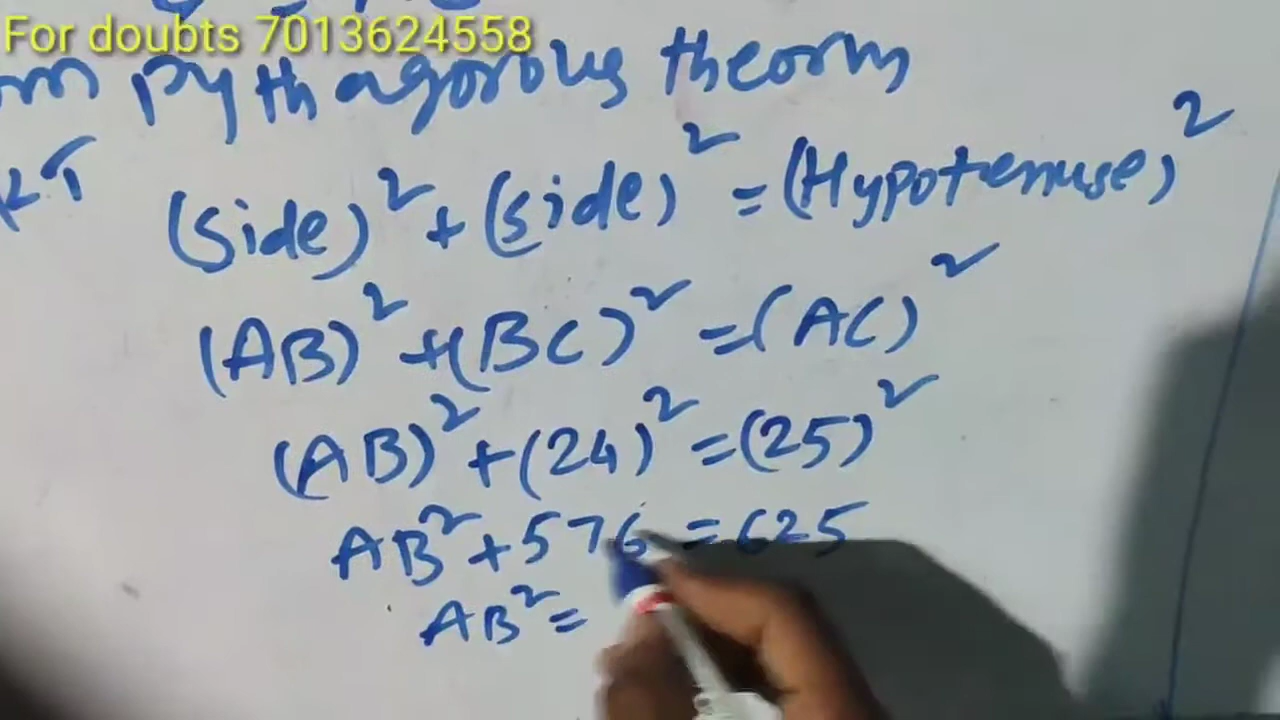 For doubts 7013624558
pythagorous theorm
(side)² + (side)² = (Hypotenuse)²
(AB)² + (BC)² = (AC)²
(AB)² + (24)² = (25)²
AB² + 576 = 625
AB² =